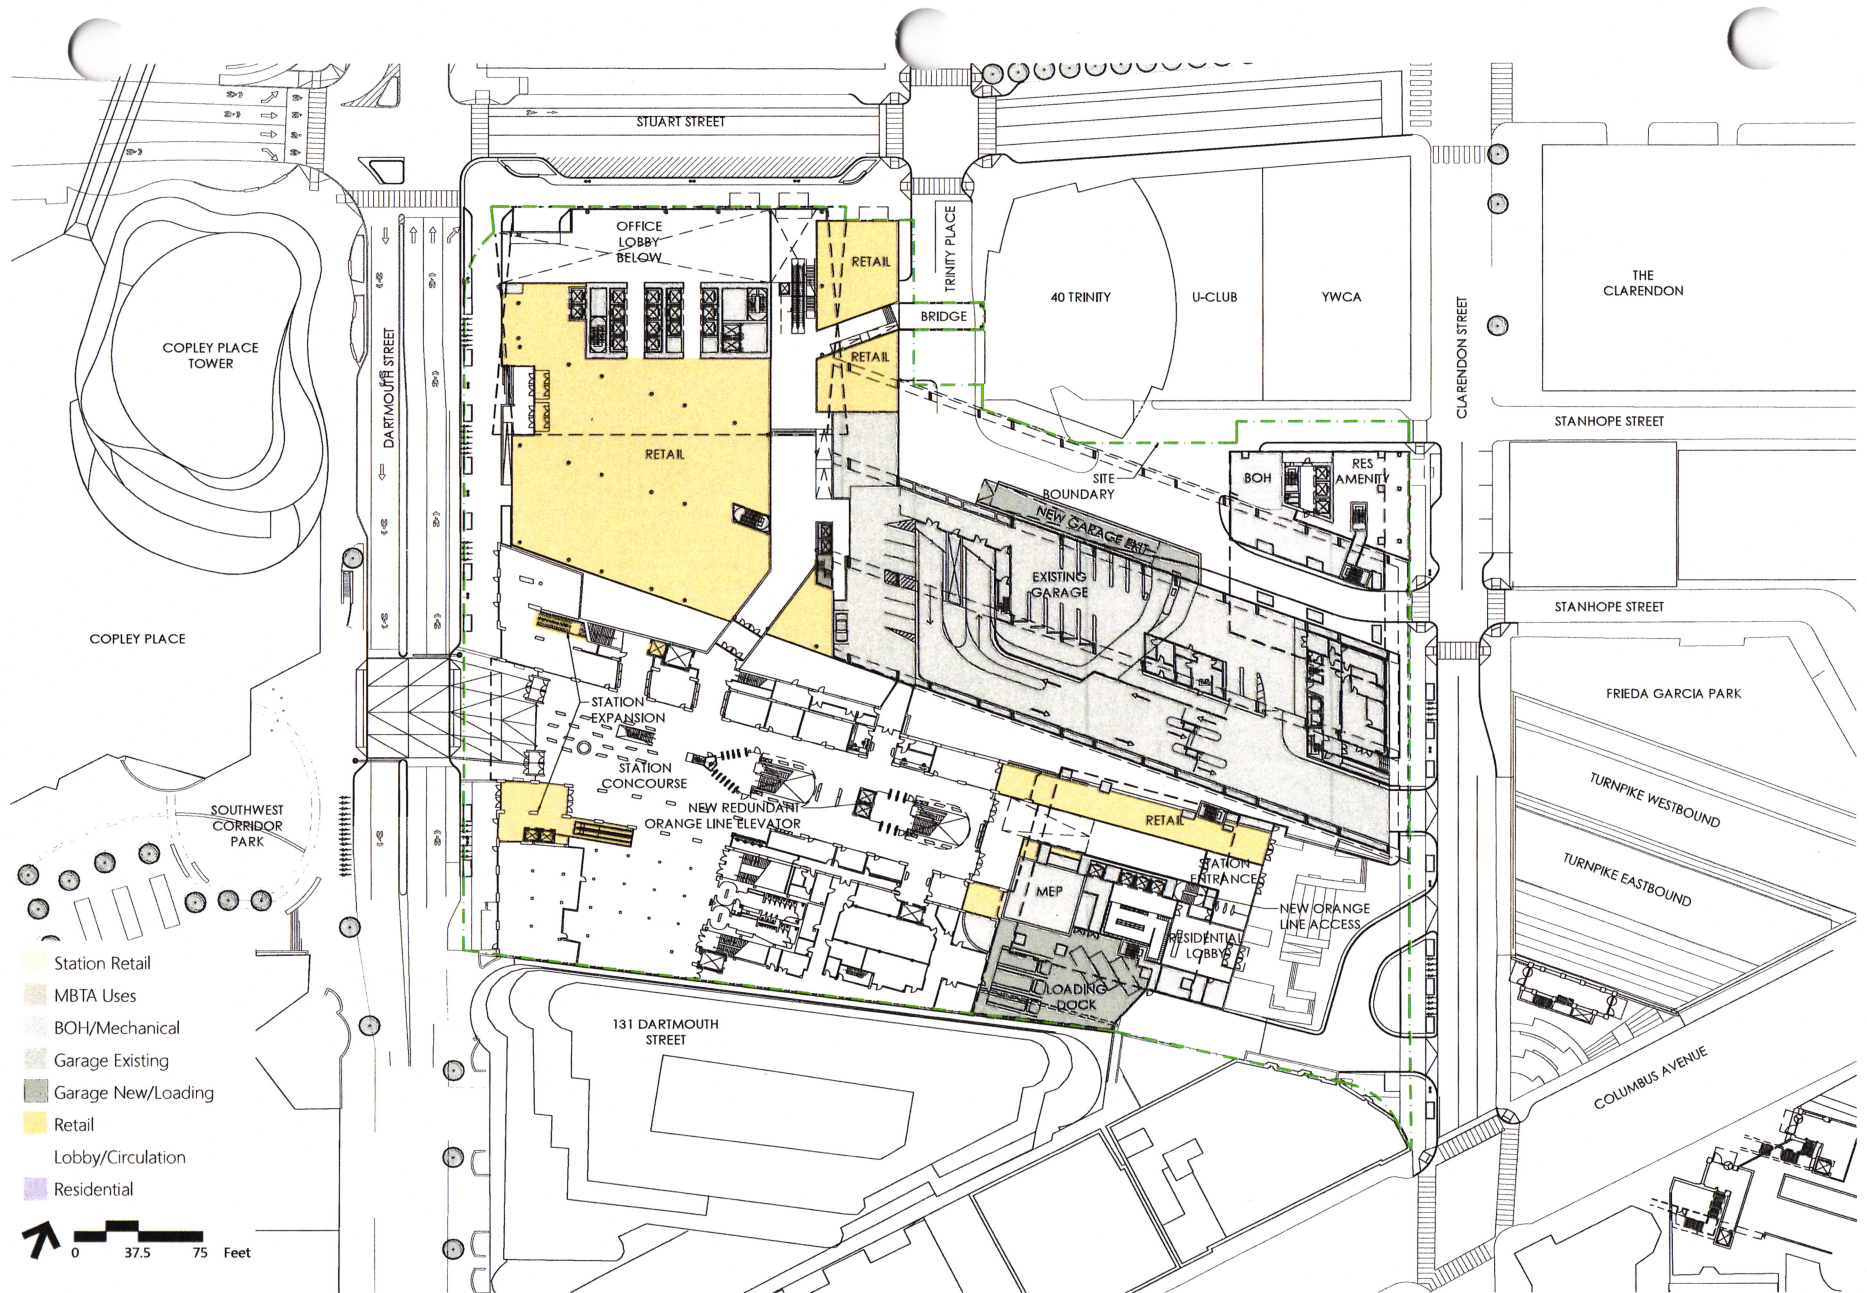 STUART STREET
OFFICE
LOBBY
BELOW
RETAIL
TRINITY PLACE
40 TRINITY
U-CLUB
YWCA
THE
CLARENDON
BRIDGE
COPLEY PLACE
TOWER
DARTMOUTH STREET
RETAIL
CLARENDON STREET
STANHOPE STREET
RETAIL
SITE
BOUNDARY
BOH
RES
AMENITY
NEW GARAGE EXIT
EXISTING
GARAGE
STANHOPE STREET
COPLEY PLACE
FRIEDA GARCIA PARK
STATION
EXPANSION
STATION
CONCOURSE
NEW REDUNDANT
ORANGE LINE ELEVATOR
TURNPIKE WESTBOUND
SOUTHWEST
CORRIDOR
PARK
RETAIL
STATION
ENTRANCE
TURNPIKE EASTBOUND
MEP
NEW ORANGE
LINE ACCESS
RESIDENTIAL
LOBBY
LOADING
DOCK
131 DARTMOUTH
STREET
COLUMBUS AVENUE
Station Retail
MBTA Uses
BOH/Mechanical
Garage Existing
Garage New/Loading
Retail
Lobby/Circulation
Residential
0 37.5 75 Feet